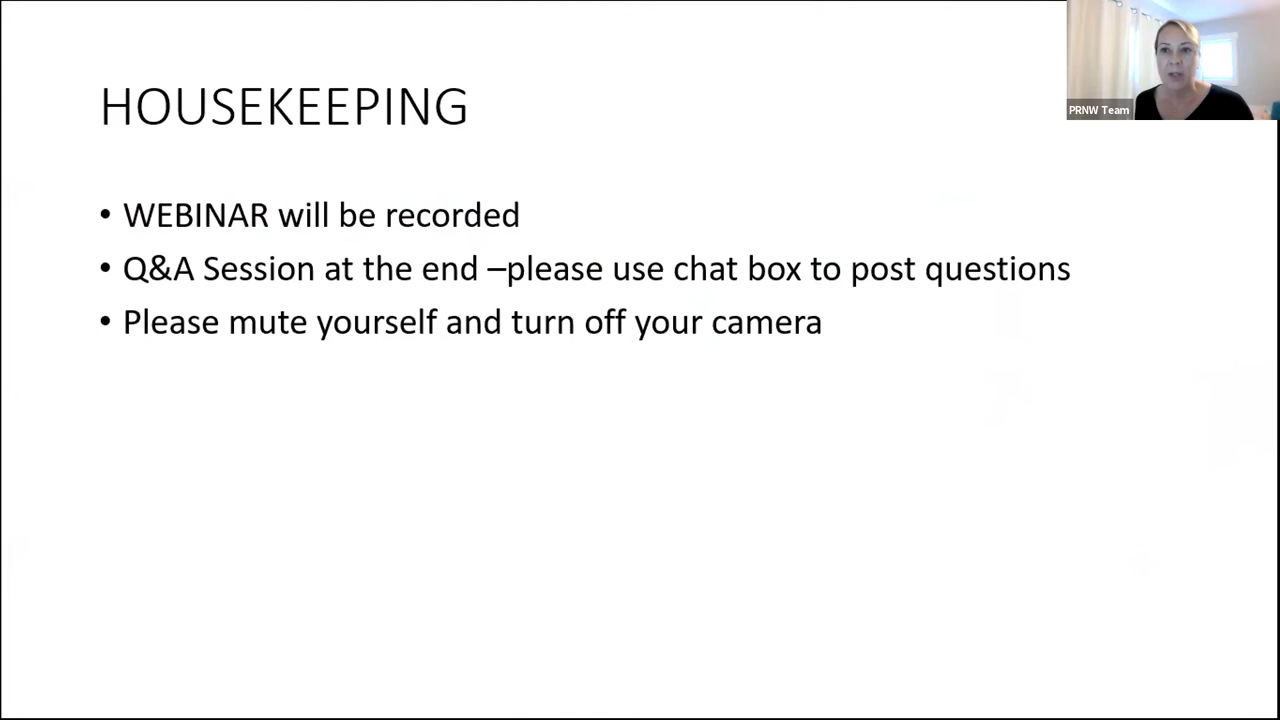 HOUSEKEEPING
PRNW Team
• WEBINAR will be recorded
• Q&A Session at the end –please use chat box to post questions
• Please mute yourself and turn off your camera